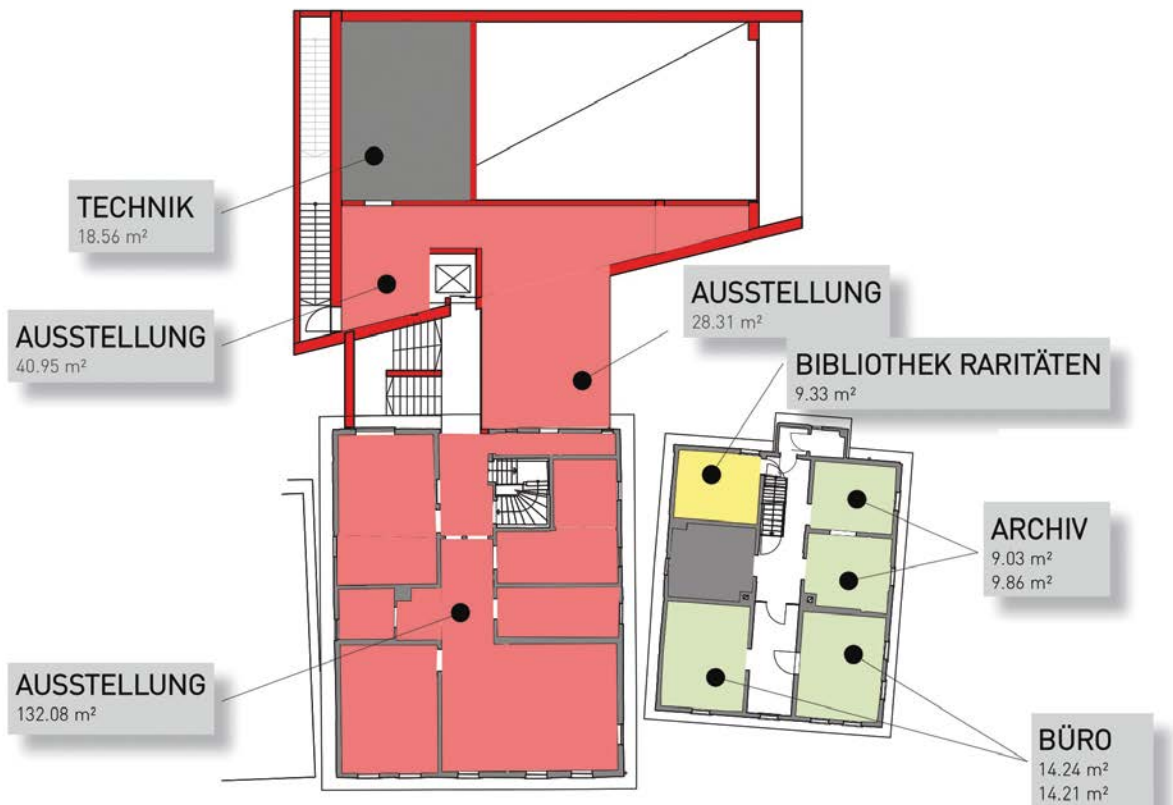 TECHNIK
18.56 m²
AUSSTELLUNG
40.95 m²
AUSSTELLUNG
28.31 m²
BIBLIOTHEK RARITÄTEN
9.33 m²
ARCHIV
9.03 m²
9.86 m²
AUSSTELLUNG
132.08 m²
BÜRO
14.24 m²
14.21 m²